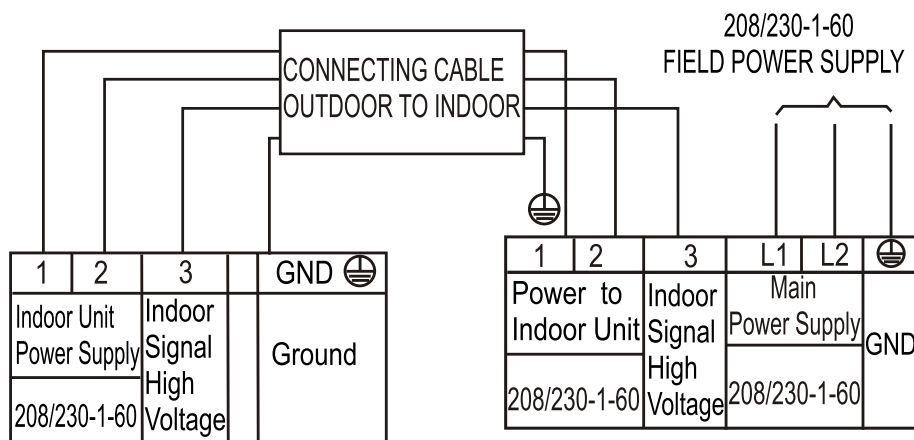 208/230-1-60
FIELD POWER SUPPLY
CONNECTING CABLE
OUTDOOR TO INDOOR
1 2 3 GND
Indoor Unit
Power Supply
208/230-1-60
Indoor
Signal
High
Voltage
Ground
1 2 3 L1 L2
Power to
Indoor Unit
208/230-1-60
Indoor
Signal
High
Voltage
Main
Power Supply
208/230-1-60
GND